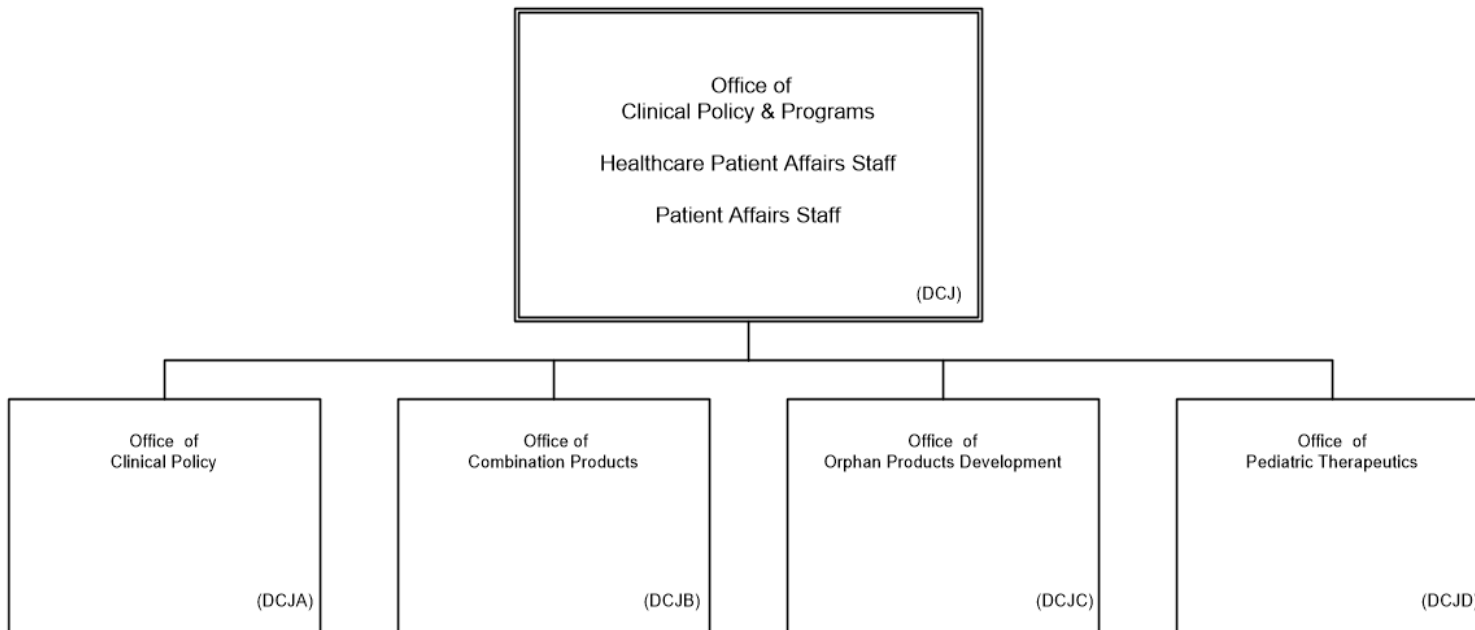 Office of
Clinical Policy & Programs
Healthcare Patient Affairs Staff
Patient Affairs Staff
(DCJ)
Office of
Clinical Policy
(DCJA)
Office of
Combination Products
(DCJB)
Office of
Orphan Products Development
(DCJC)
Office of
Pediatric Therapeutics
(DCJD)